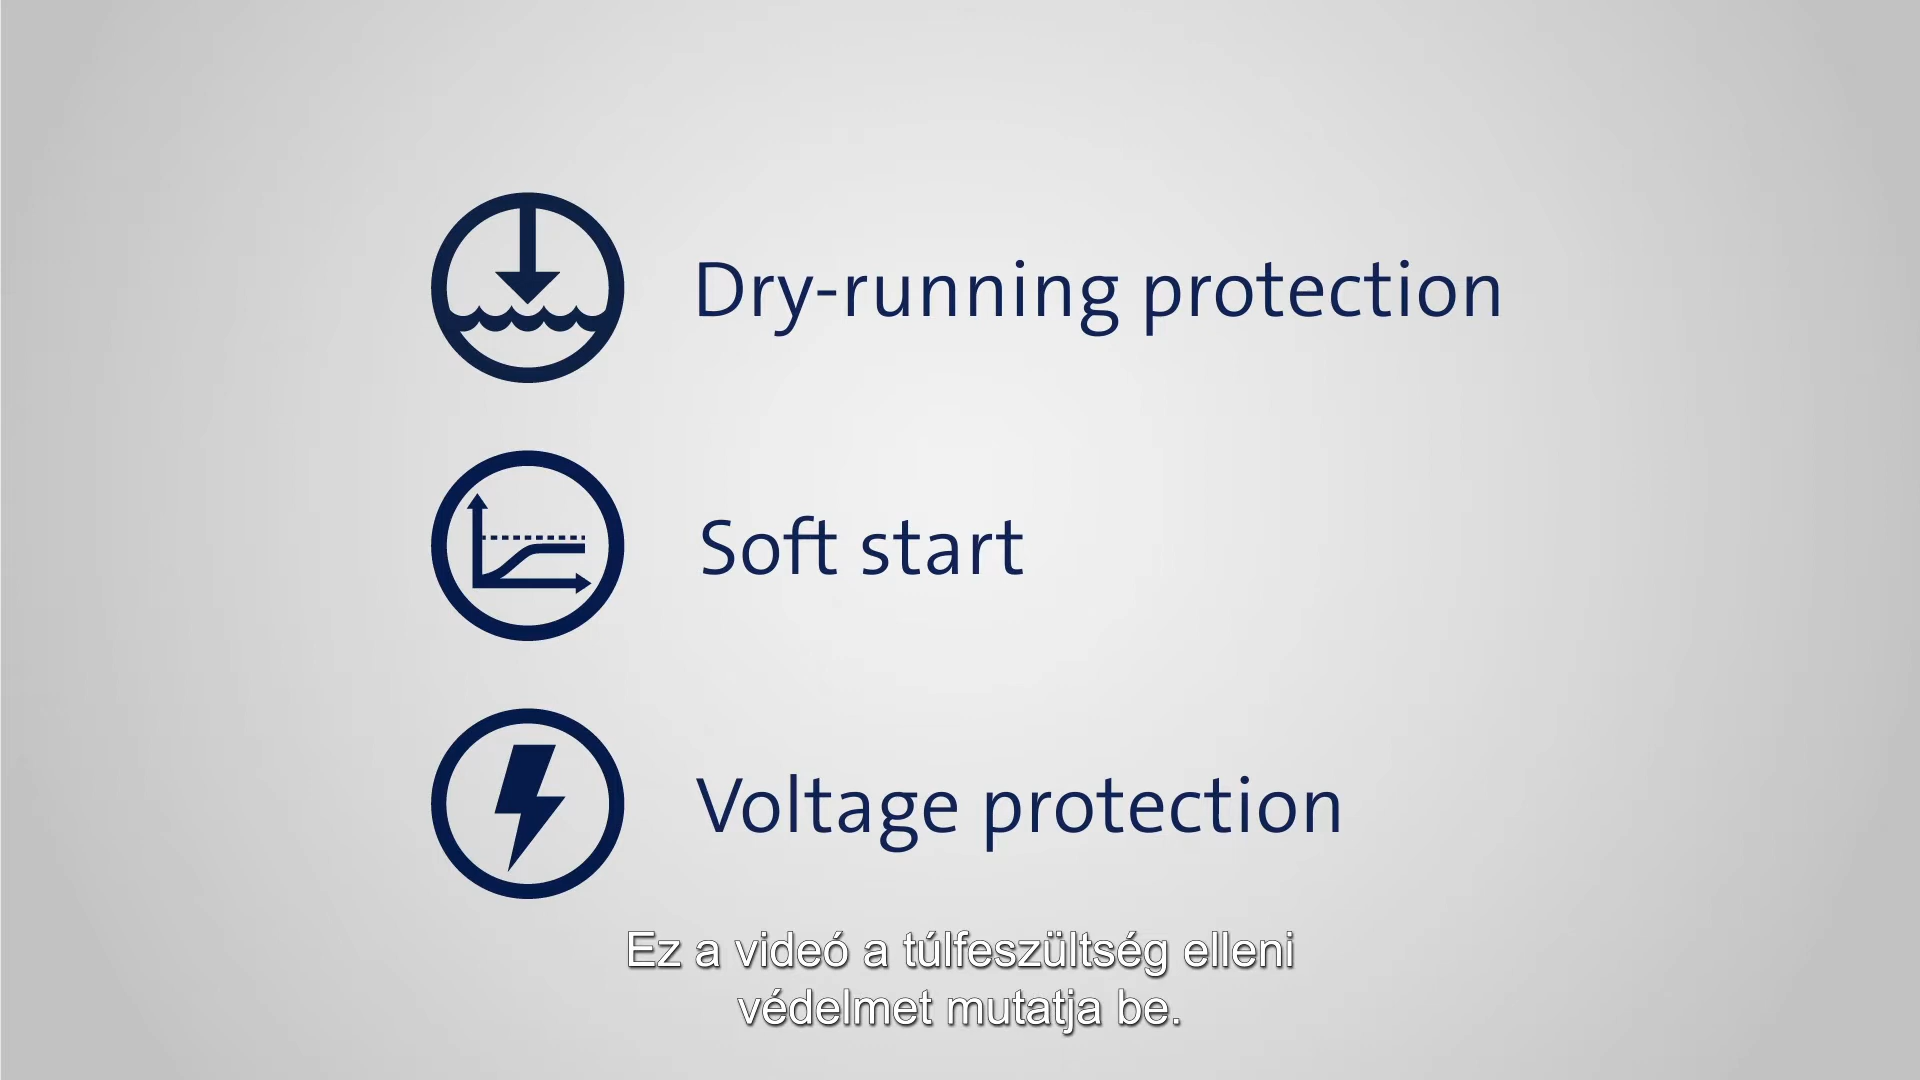 Dry-running protection
Soft start
Voltage protection
Ez a videó a túlfeszültség elleni
védelmet mutatja be.